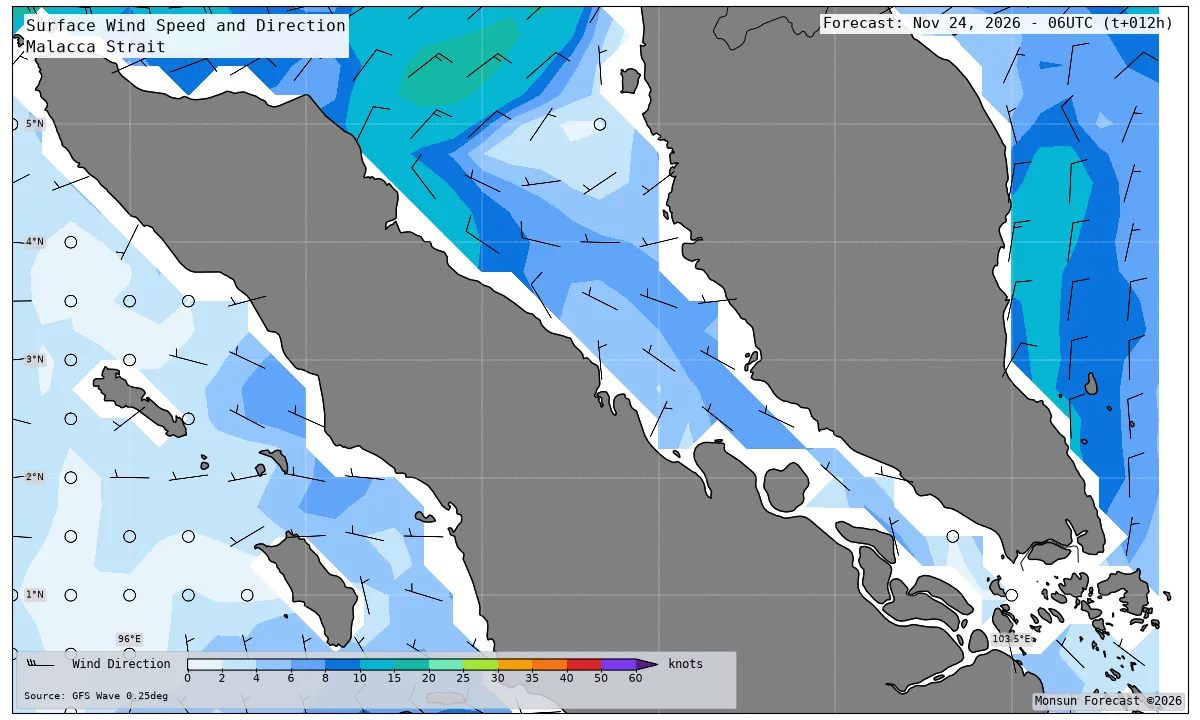 Surface Wind Speed and Direction
Malacca Strait
Forecast: Nov 24, 2026 - 06UTC (t+012h)
5°N
4°N
3°N
2°N
1°N
96°E
103.5°E
Wind Direction
knots
0 2 4 6 8 10 15 20 25 30 35 40 50 60
Source: GFS Wave 0.25deg
Monsun Forecast ©2026